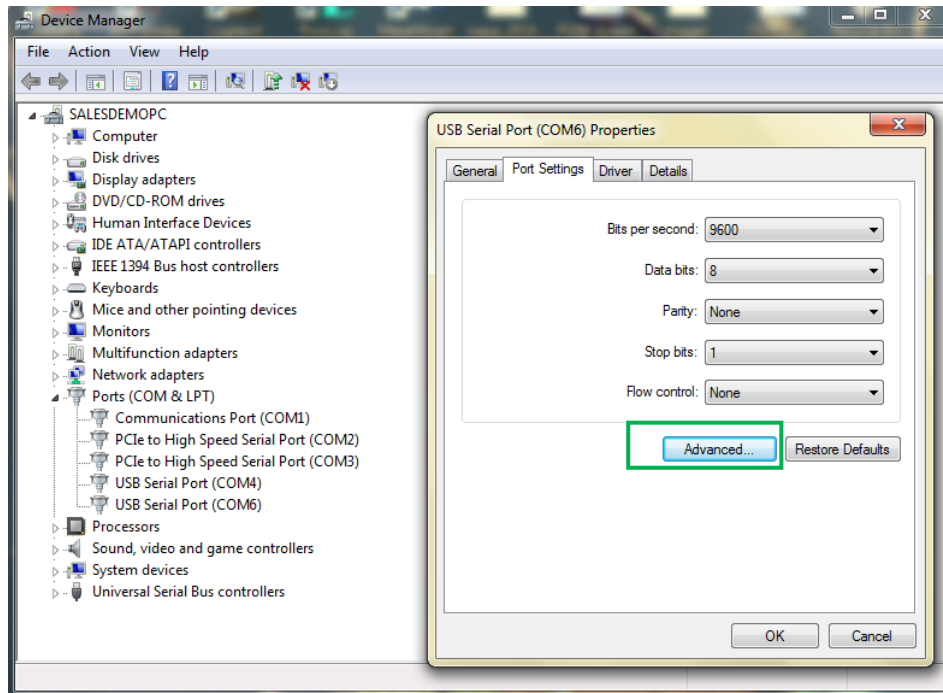 Device Manager
File Action View Help
SALESDEMOPC
Computer
Disk drives
Display adapters
DVD/CD-ROM drives
Human Interface Devices
IDE ATA/ATAPI controllers
IEEE 1394 Bus host controllers
Keyboards
Mice and other pointing devices
Monitors
Multifunction adapters
Network adapters
Ports (COM & LPT)
Communications Port (COM1)
PCIe to High Speed Serial Port (COM2)
PCIe to High Speed Serial Port (COM3)
USB Serial Port (COM4)
USB Serial Port (COM6)
Processors
Sound, video and game controllers
System devices
Universal Serial Bus controllers
USB Serial Port (COM6) Properties
General Port Settings Driver Details
Bits per second: 9600
Data bits: 8
Parity: None
Stop bits: 1
Flow control: None
Advanced... Restore Defaults
OK Cancel